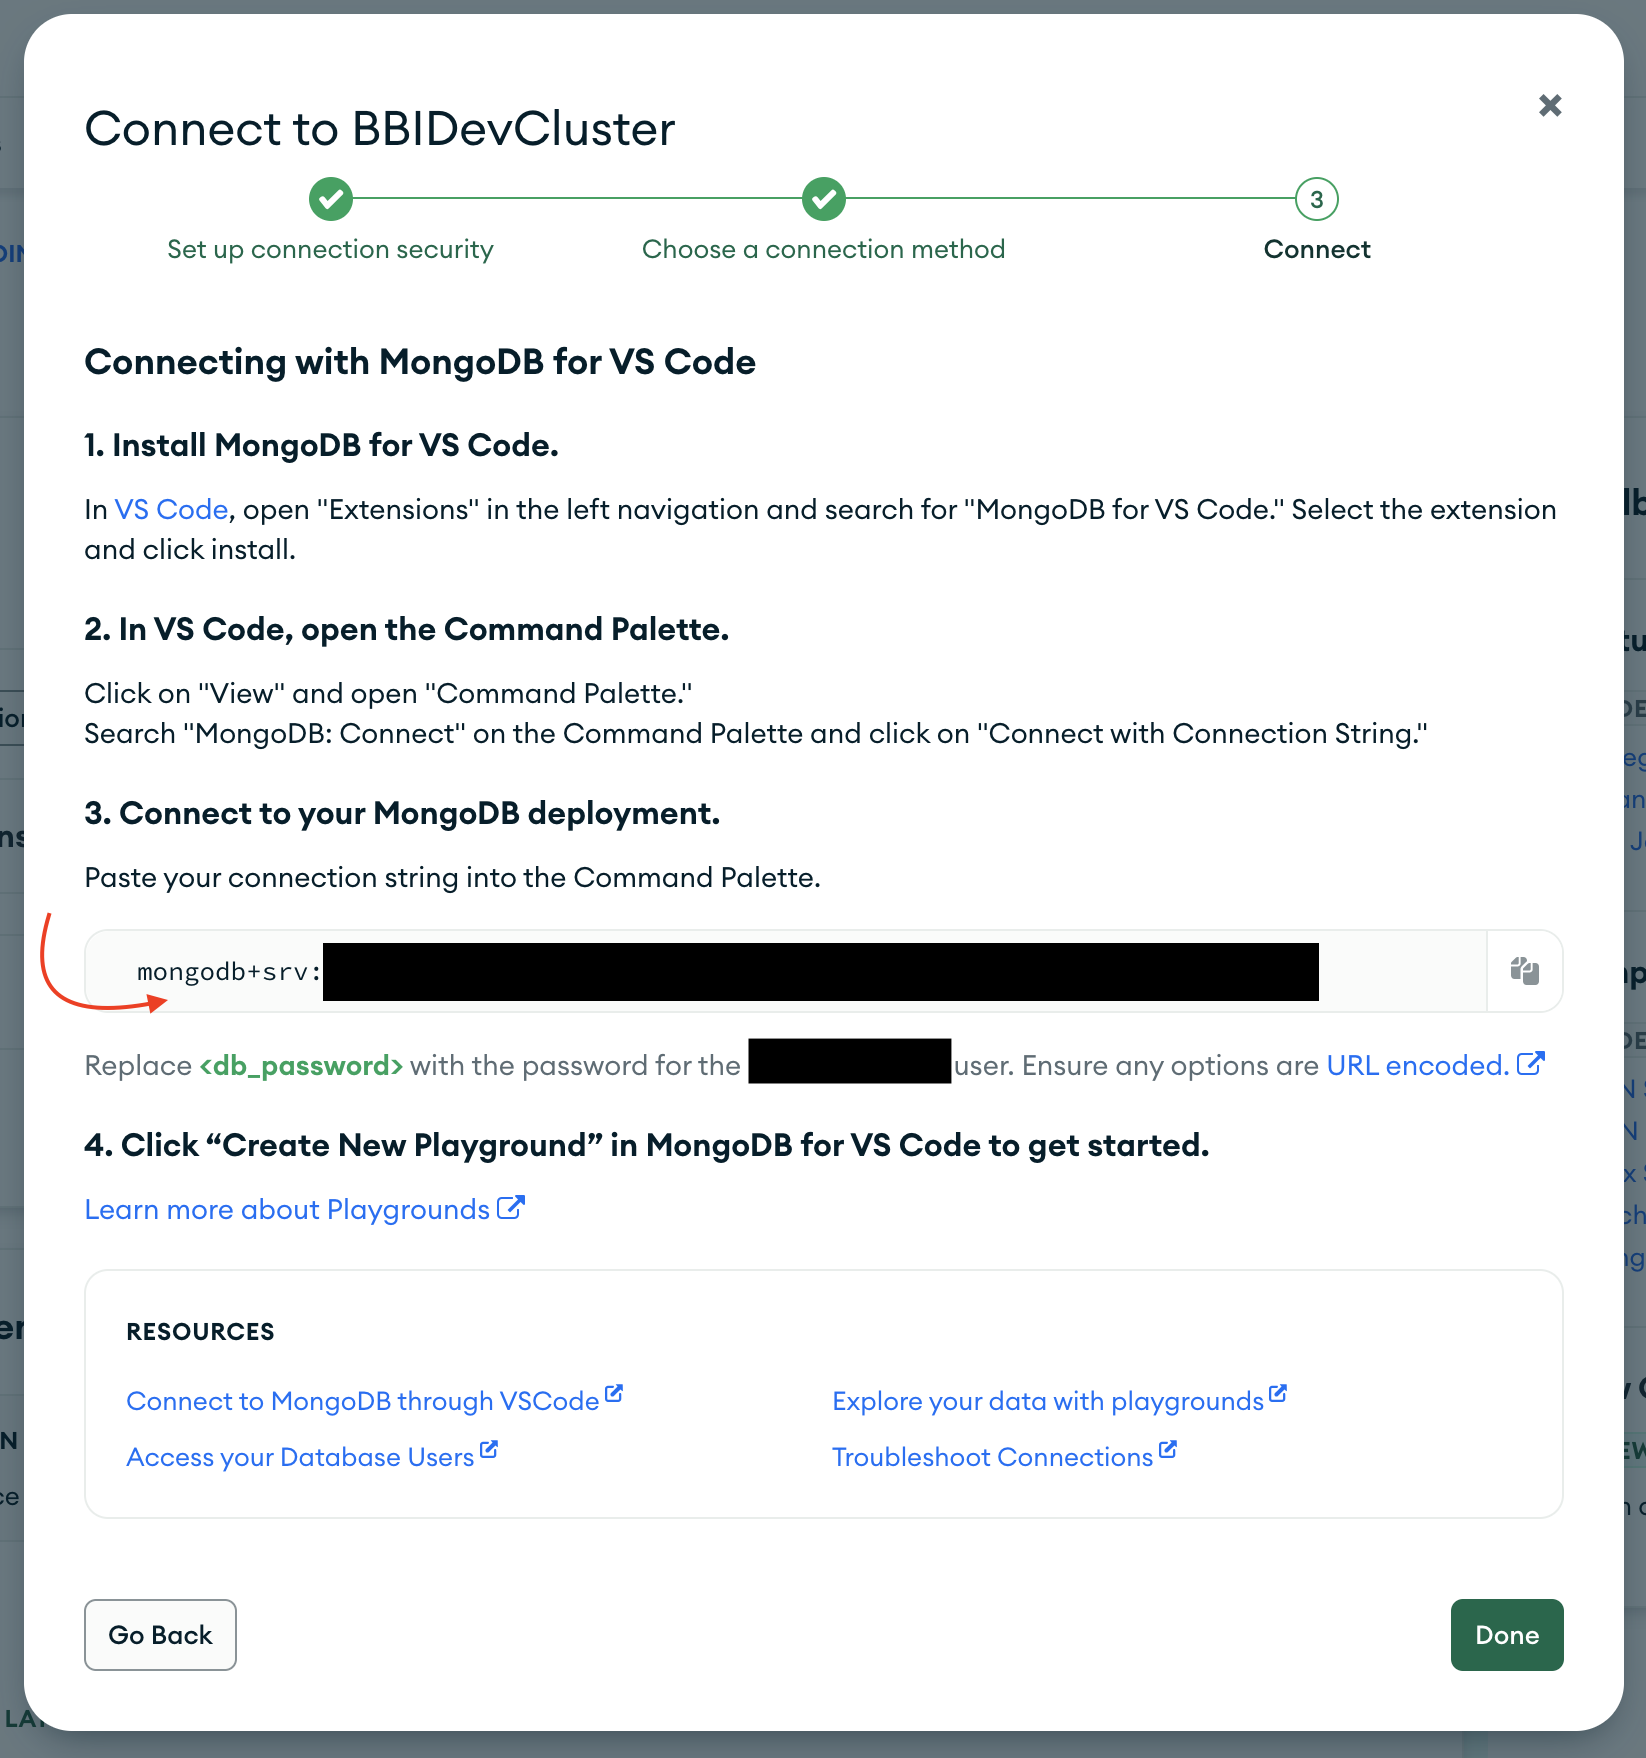 Connect to BBIDevCluster
Set up connection security
Choose a connection method
3
Connect
Connecting with MongoDB for VS Code
1. Install MongoDB for VS Code.
In VS Code, open "Extensions" in the left navigation and search for "MongoDB for VS Code." Select the extension
and click install.
2. In VS Code, open the Command Palette.
Click on "View" and open "Command Palette."
Search "MongoDB: Connect" on the Command Palette and click on "Connect with Connection String."
3. Connect to your MongoDB deployment.
Paste your connection string into the Command Palette.
mongodb+srv:
Replace <db_password> with the password for the user. Ensure any options are URL encoded.
4. Click “Create New Playground” in MongoDB for VS Code to get started.
Learn more about Playgrounds
RESOURCES
Connect to MongoDB through VSCode
Explore your data with playgrounds
Access your Database Users
Troubleshoot Connections
Go Back
Done